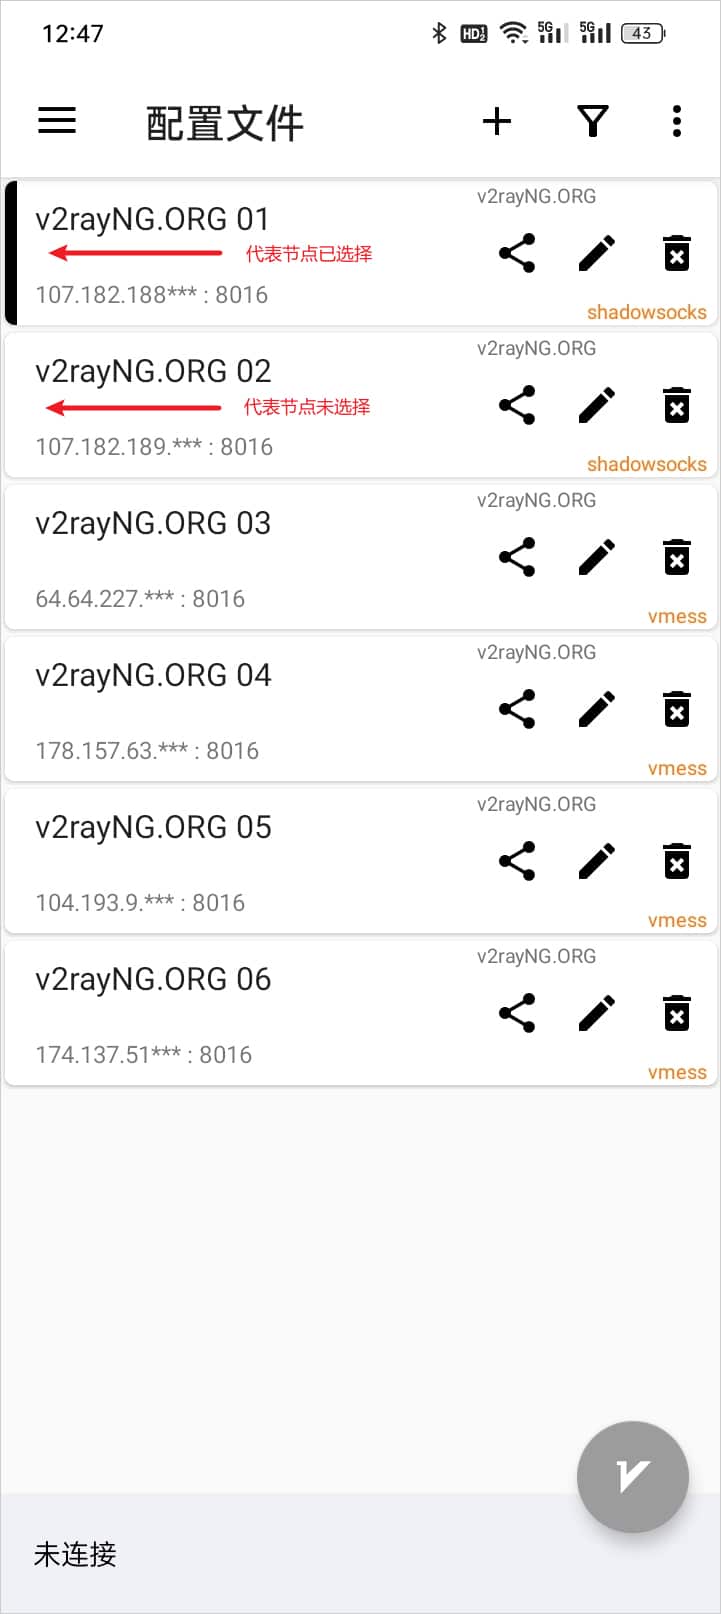 12:47
HD 5G 5G 43
配置文件
v2rayNG.ORG 01
v2rayNG.ORG
代表节点已选择
107.182.188*** : 8016
shadowsocks
v2rayNG.ORG 02
v2rayNG.ORG
代表节点未选择
107.182.189.*** : 8016
shadowsocks
v2rayNG.ORG 03
v2rayNG.ORG
64.64.227.*** : 8016
vmess
v2rayNG.ORG 04
v2rayNG.ORG
178.157.63.*** : 8016
vmess
v2rayNG.ORG 05
v2rayNG.ORG
104.193.9.*** : 8016
vmess
v2rayNG.ORG 06
v2rayNG.ORG
174.137.51*** : 8016
vmess
未连接